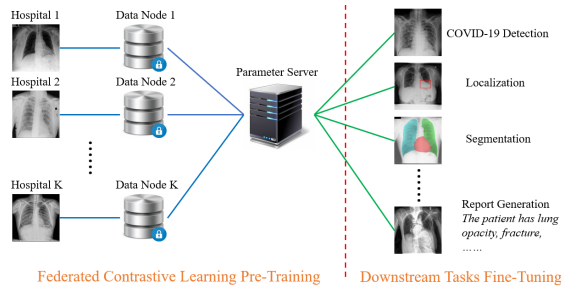 Hospital 1
Data Node 1
Hospital 2
Data Node 2
Hospital K
Data Node K
Parameter Server
COVID-19 Detection
Localization
Segmentation
Report Generation
The patient has lung
opacity, fracture,
……
Federated Contrastive Learning Pre-Training
Downstream Tasks Fine-Tuning